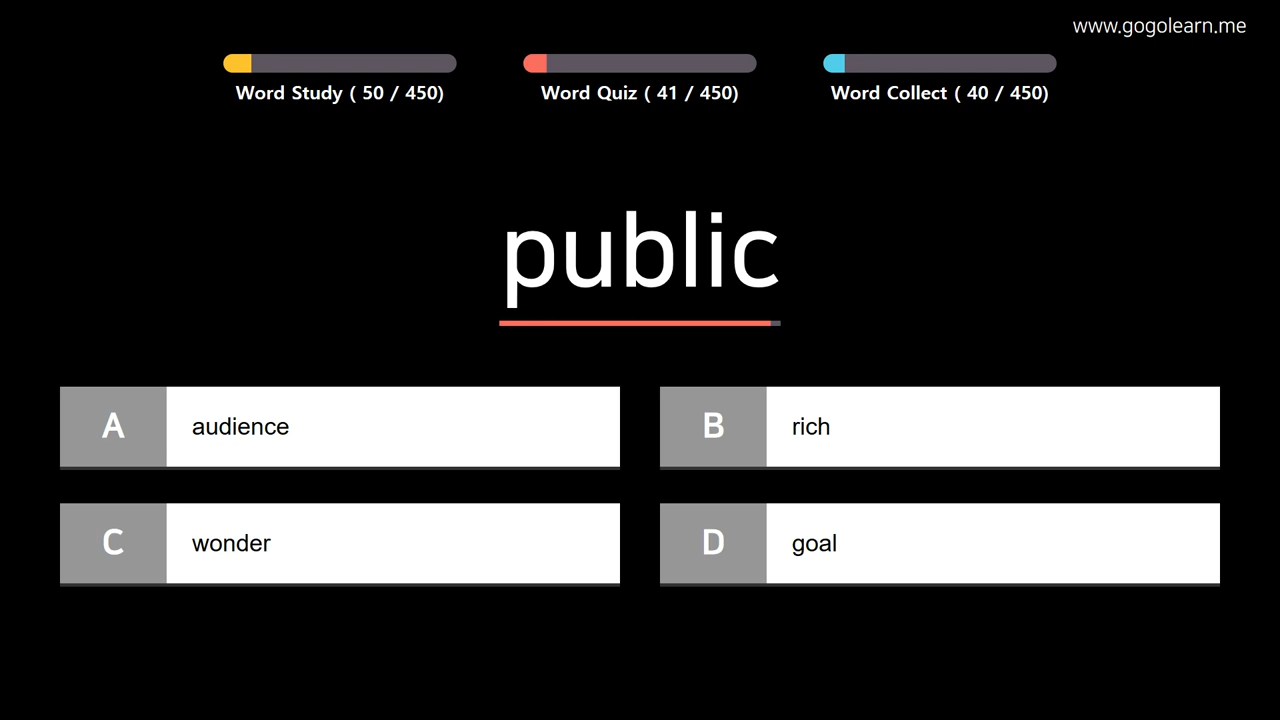 www.gogolearn.me
Word Study ( 50 / 450)
Word Quiz ( 41 / 450)
Word Collect ( 40 / 450)
public
A audience
B rich
C wonder
D goal